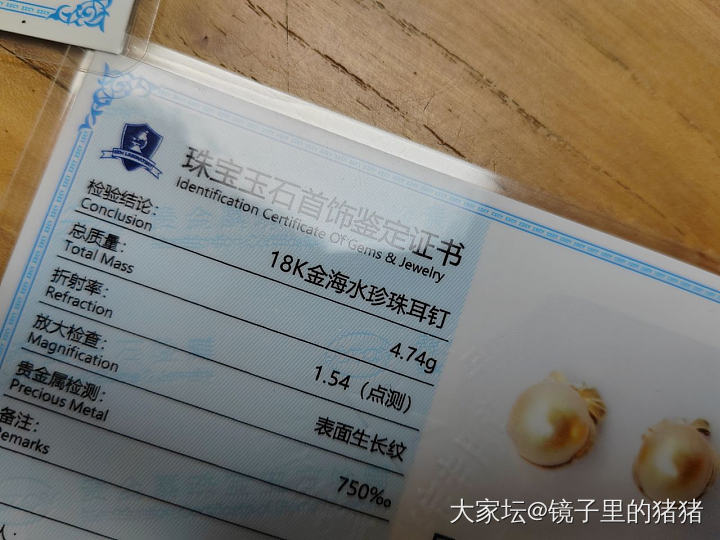 珠宝玉石首饰鉴定证书
Identification Certificate Of Gems & Jewelry
检验结论:
Conclusion
18K金海水珍珠耳钉
总质量:
Total Mass
4.74g
折射率:
Refraction
1.54（点测）
放大检查:
Magnification
表面生长纹
贵金属检测:
Precious Metal
750‰
备注:
Remarks
人:
大家坛@镜子里的猪猪